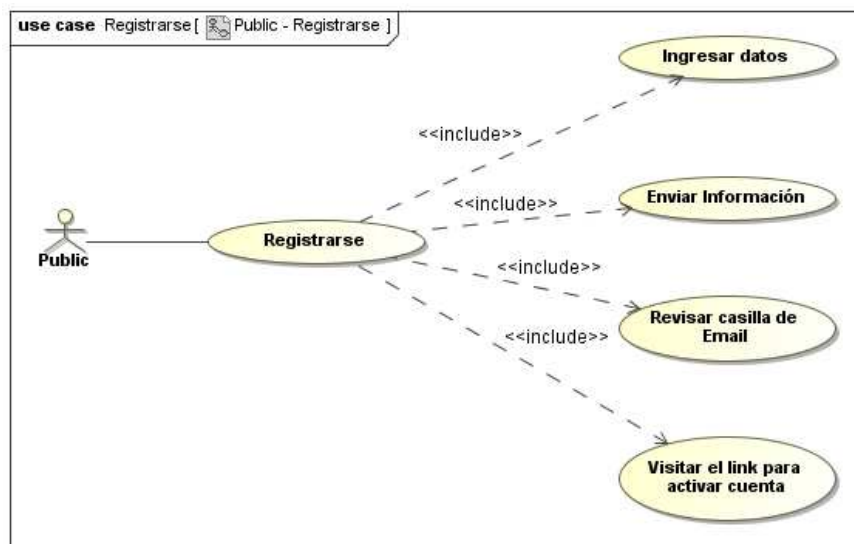 use case Registrarse[ Public - Registrarse ]
Ingresar datos
<<include>>
Enviar Información
<<include>>
Registrarse
Public
<<include>>
Revisar casilla de
Email
<<include>>
Visitar el link para
activar cuenta